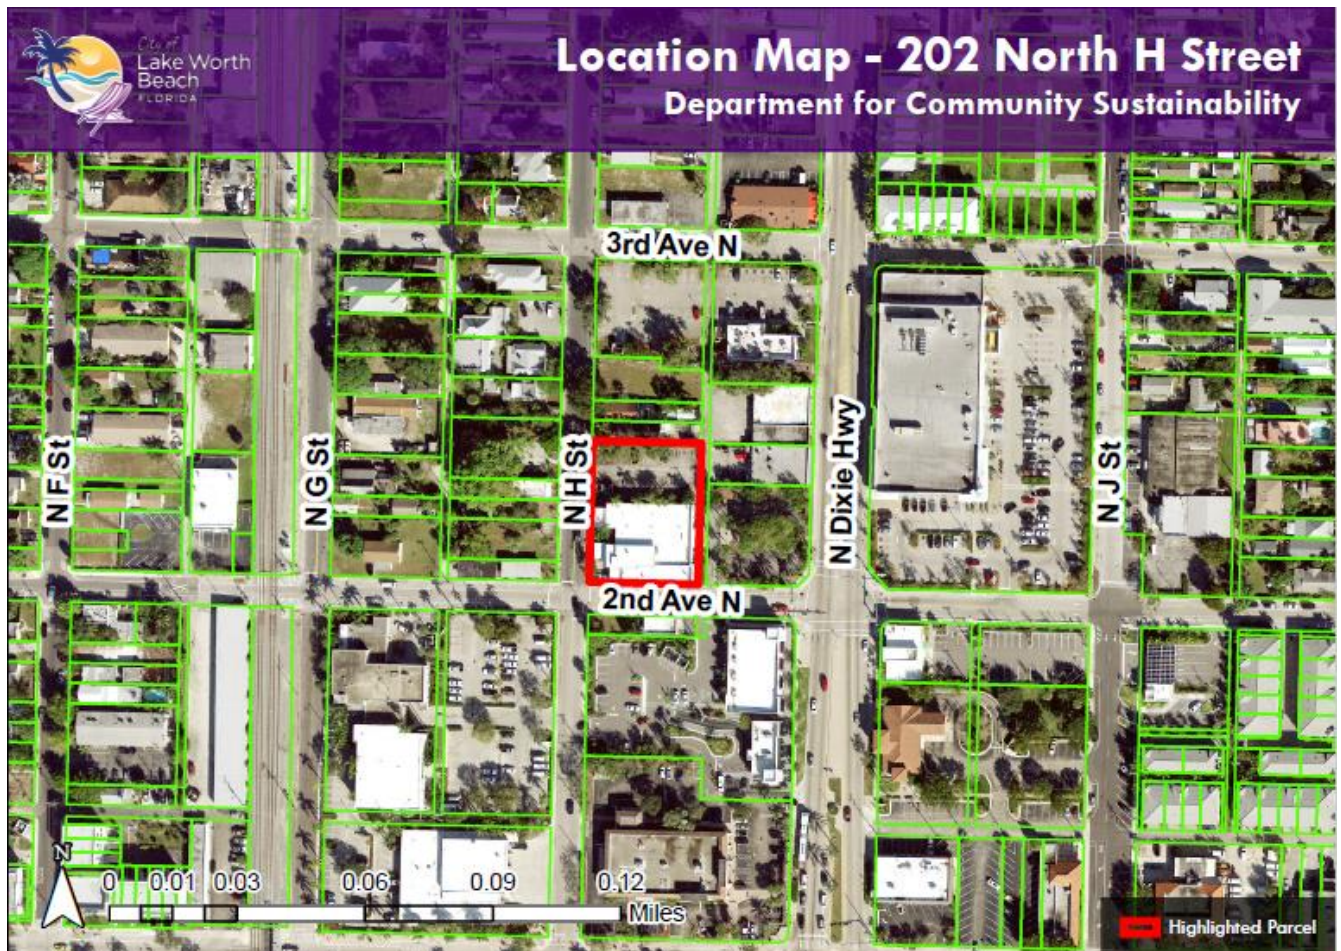 City of
Lake Worth
Beach
FLORIDA
Location Map - 202 North H Street
Department for Community Sustainability
3rd Ave N
N F St
N G St
N H St
N Dixie Hwy
N J St
2nd Ave N
N
0 0.01 0.03 0.06 0.09 0.12
Miles
Highlighted Parcel